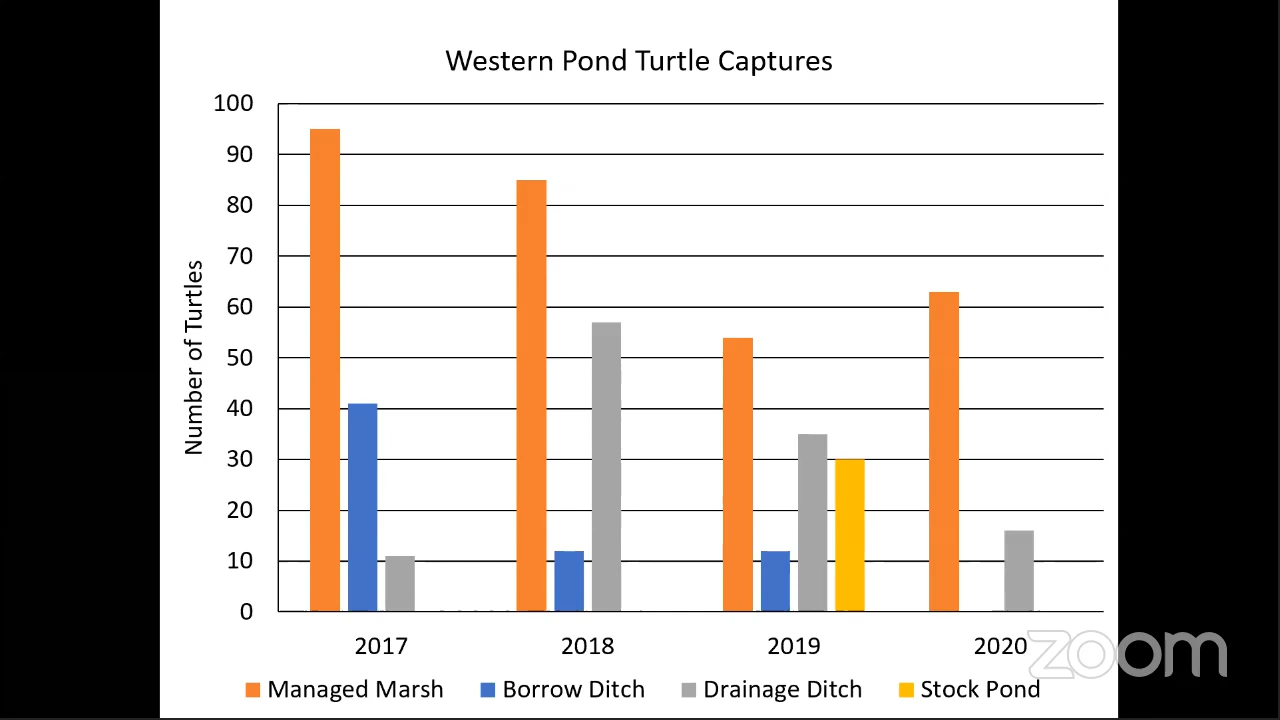 Western Pond Turtle Captures
100
90
80
70
60
50
40
30
20
10
0
Number of Turtles
2017 2018 2019 2020
zoom
Managed Marsh Borrow Ditch Drainage Ditch Stock Pond